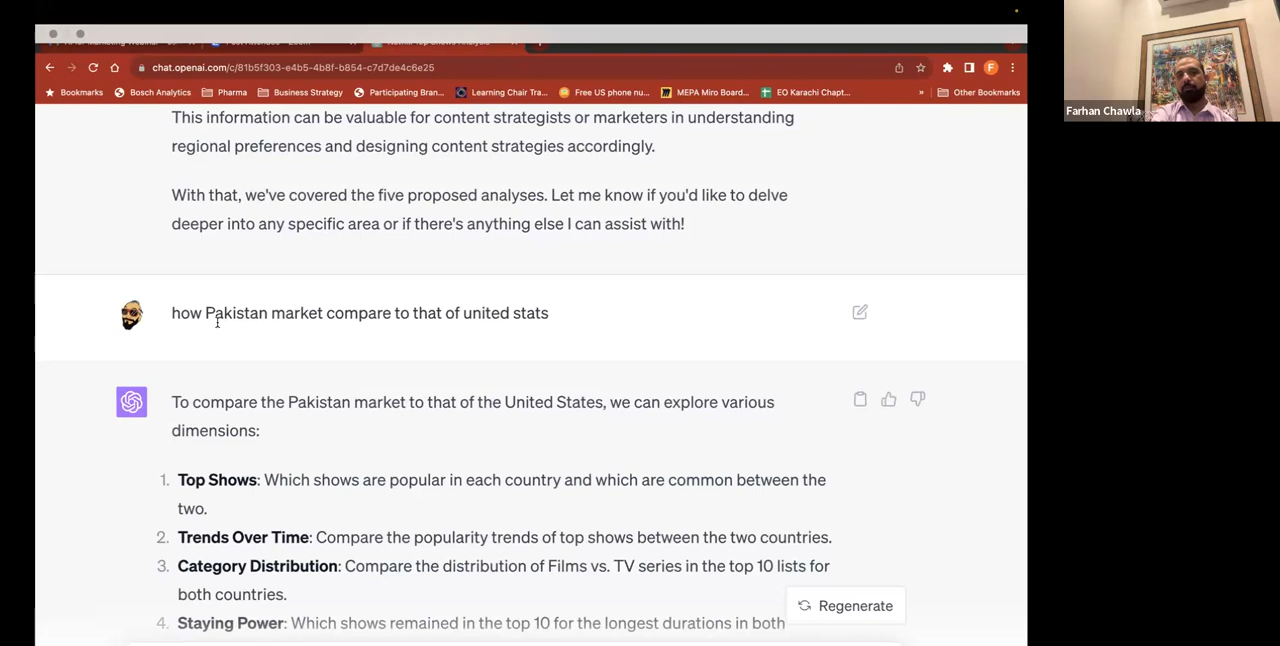 chat.openai.com/c/81b5f303-e4b5-4b8f-b854-c7d7de4c6e25
Bookmarks Bosch Analytics Pharma Business Strategy Participating Bran... Learning Chair Tra... Free US phone nu... MEPA Miro Board... EO Karachi Chapt... » Other Bookmarks
Farhan Chawla
This information can be valuable for content strategists or marketers in understanding
regional preferences and designing content strategies accordingly.
With that, we've covered the five proposed analyses. Let me know if you'd like to delve
deeper into any specific area or if there's anything else I can assist with!
how Pakistan market compare to that of united stats
To compare the Pakistan market to that of the United States, we can explore various
dimensions:
1. Top Shows: Which shows are popular in each country and which are common between the
two.
2. Trends Over Time: Compare the popularity trends of top shows between the two countries.
3. Category Distribution: Compare the distribution of Films vs. TV series in the top 10 lists for
both countries.
Regenerate
4. Staying Power: Which shows remained in the top 10 for the longest durations in both